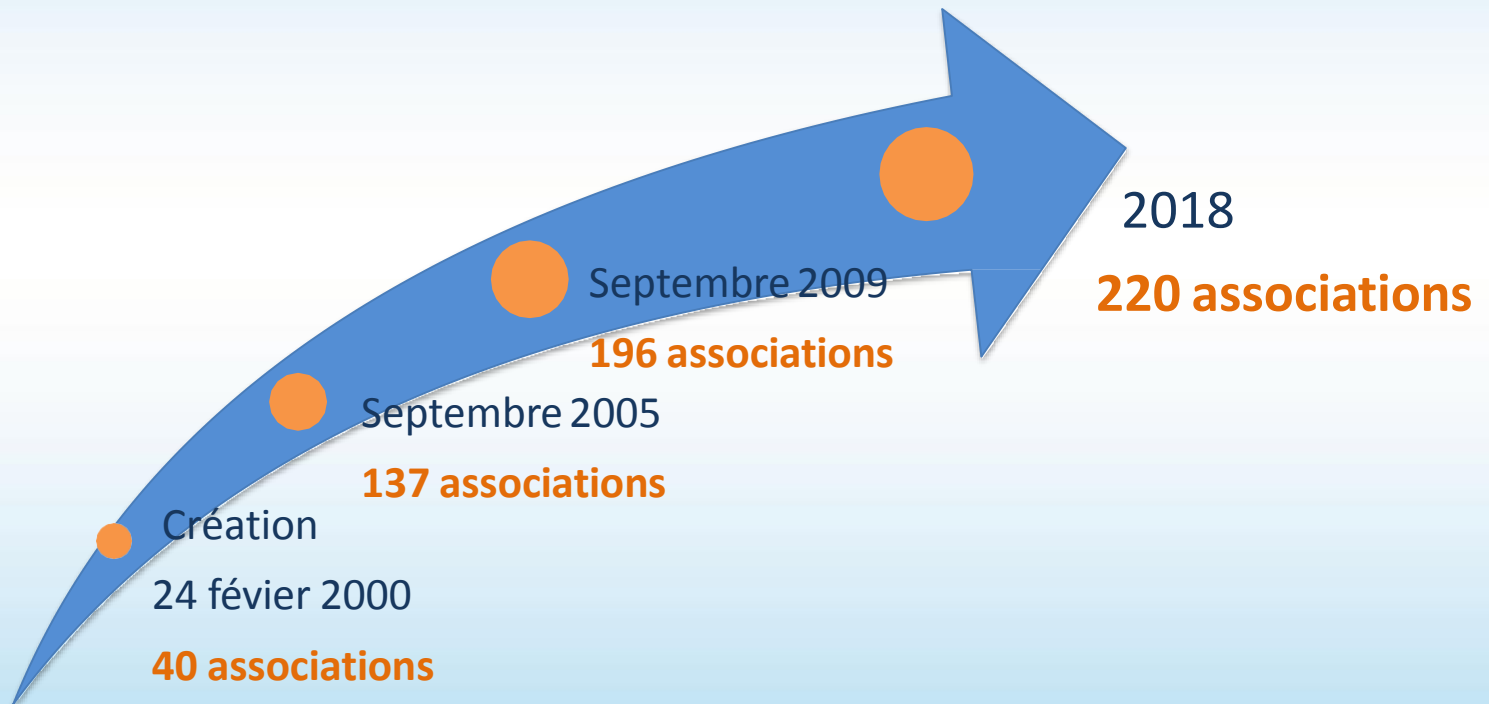 Création
24 févier 2000
40 associations
Septembre 2005
137 associations
Septembre 2009
196 associations
2018
220 associations